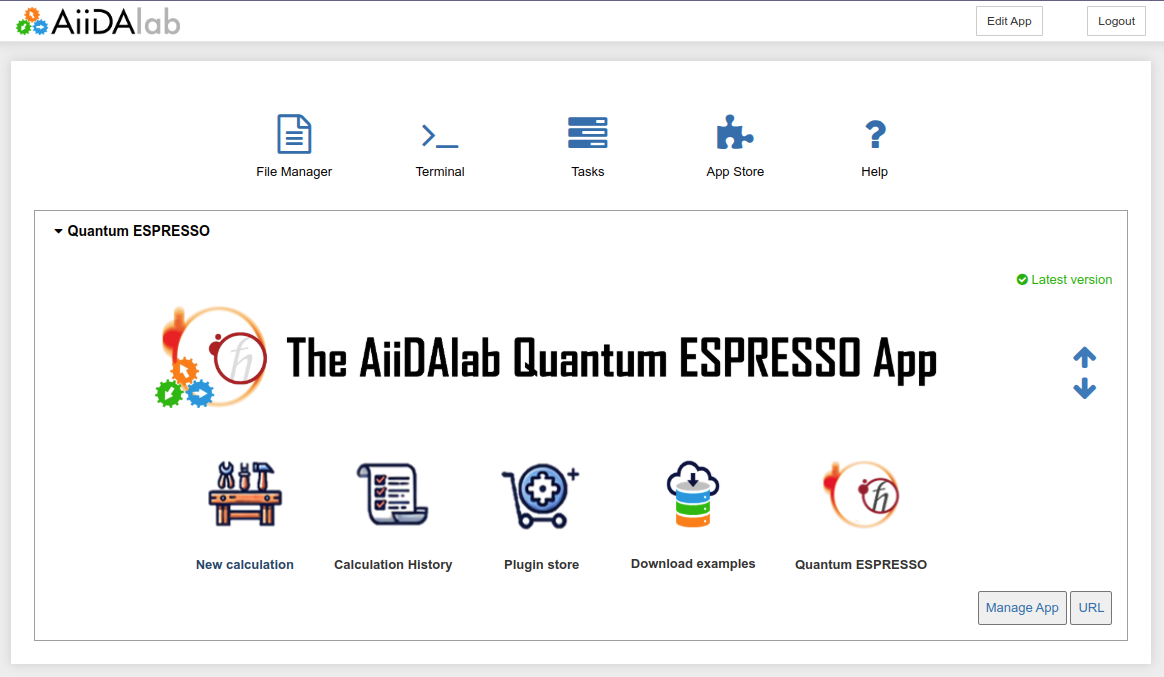 AiiDAlab
Edit App
Logout
File Manager
Terminal
Tasks
App Store
Help
Quantum ESPRESSO
Latest version
ħ
The AiiDAlab Quantum ESPRESSO App
ħ
New calculation
Calculation History
Plugin store
Download examples
Quantum ESPRESSO
Manage App
URL